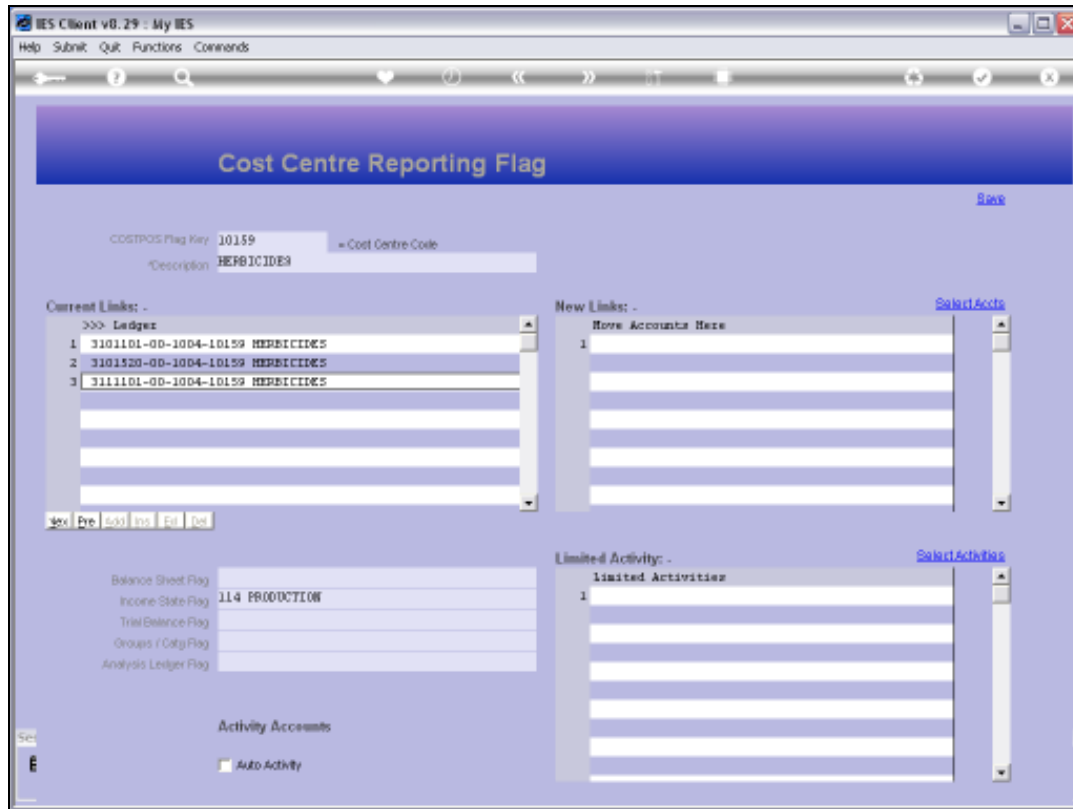 IES Client v8.29 : My IES
Help Submit Quit Functions Commands
Cost Centre Reporting Flag
Save
COSTPOS Flag Key 10159 = Cost Centre Code
*Description HERBICIDES
Current Links: -
>>> Ledger
1 3101101-00-1004-10159 HERBICIDES
2 3101520-00-1004-10159 HERBICIDES
3 3111101-00-1004-10159 HERBICIDES
Nex Pre Add Ins Del
New Links: - Select Accts
Move Accounts Here
1
Balance Sheet Flag
Income State Flag 114 PRODUCTION
Trial Balance Flag
Groups / Catg Flag
Analysis Ledger Flag
Limited Activity: - Select Activities
Limited Activities
1
Activity Accounts
Auto Activity